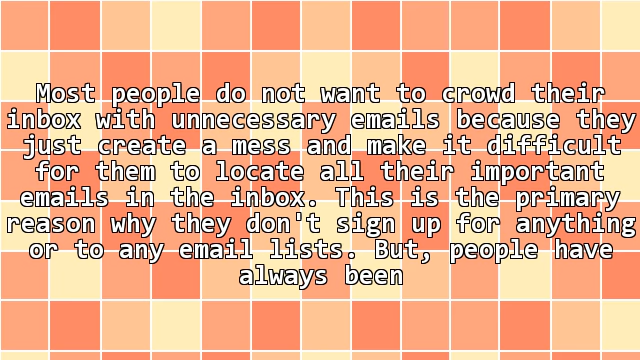 Most people do not want to crowd their
inbox with unnecessary emails because they
just create a mess and make it difficult
for them to locate all their important
emails in the inbox. This is the primary
reason why they don't sign up for anything
or to any email lists. But, people have
always been